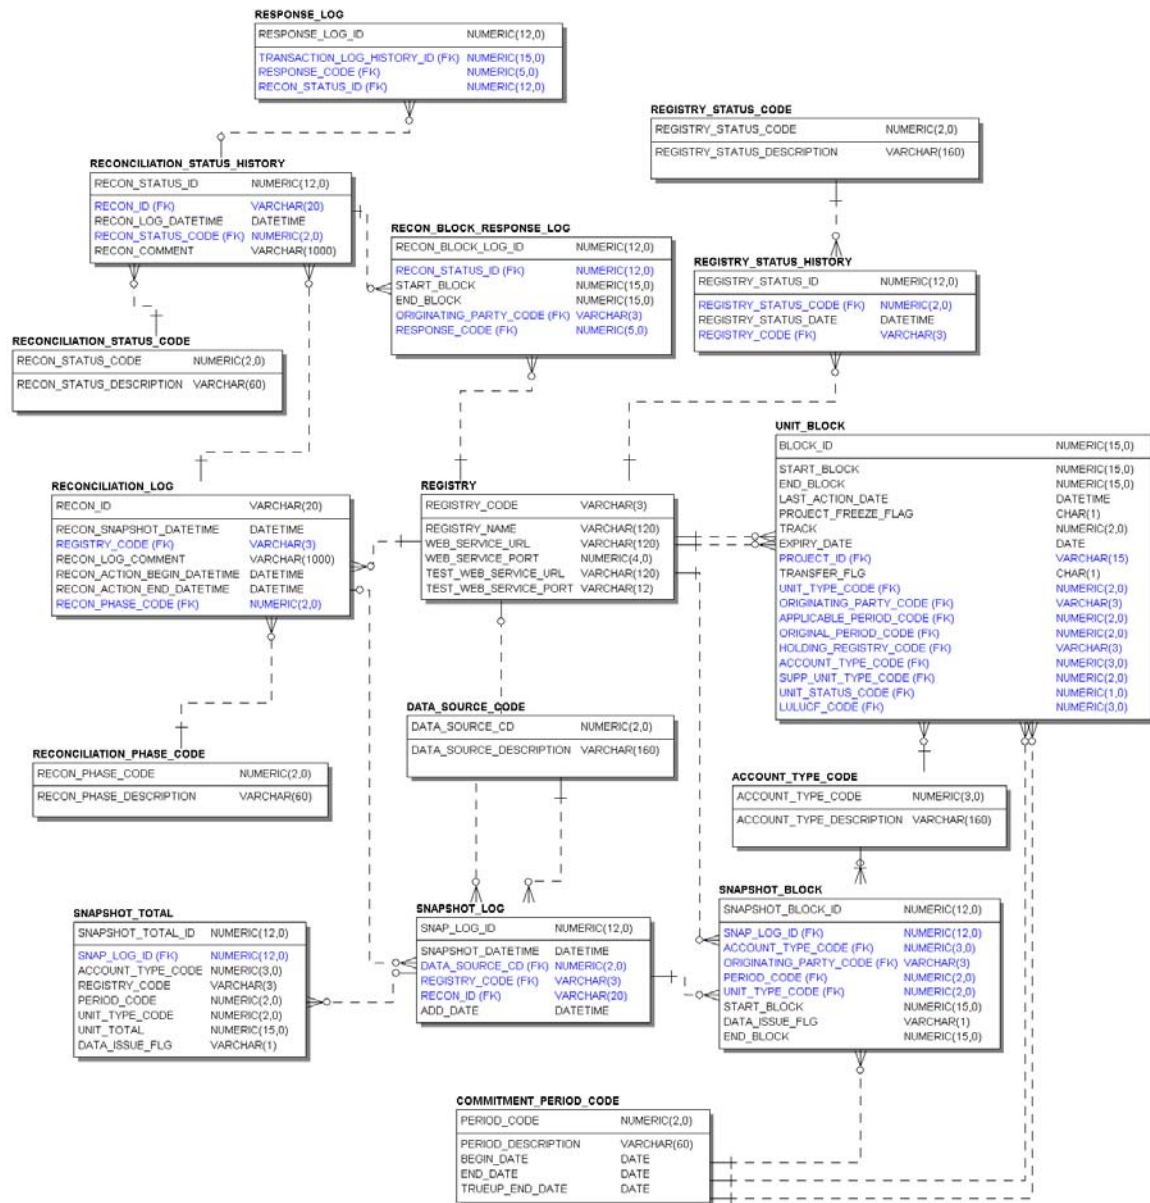 RESPONSE_LOG
RESPONSE_LOG_ID NUMERIC(12,0)
TRANSACTION_LOG_HISTORY_ID (FK) NUMERIC(15,0)
RESPONSE_CODE (FK) NUMERIC(5,0)
RECON_STATUS_ID (FK) NUMERIC(12,0)
REGISTRY_STATUS_CODE
REGISTRY_STATUS_CODE NUMERIC(2,0)
REGISTRY_STATUS_DESCRIPTION VARCHAR(160)
RECONCILIATION_STATUS_HISTORY
RECON_STATUS_ID NUMERIC(12,0)
RECON_ID (FK) VARCHAR(20)
RECON_LOG_DATETIME DATETIME
RECON_STATUS_CODE (FK) NUMERIC(2,0)
RECON_COMMENT VARCHAR(1000)
RECON_BLOCK_RESPONSE_LOG
RECON_BLOCK_LOG_ID NUMERIC(12,0)
RECON_STATUS_ID (FK) NUMERIC(12,0)
START_BLOCK NUMERIC(15,0)
END_BLOCK NUMERIC(15,0)
ORIGINATING_PARTY_CODE (FK) VARCHAR(3)
RESPONSE_CODE (FK) NUMERIC(5,0)
REGISTRY_STATUS_HISTORY
REGISTRY_STATUS_ID NUMERIC(12,0)
REGISTRY_STATUS_CODE (FK) NUMERIC(2,0)
REGISTRY_STATUS_DATE DATETIME
REGISTRY_CODE (FK) VARCHAR(3)
RECONCILIATION_STATUS_CODE
RECON_STATUS_CODE NUMERIC(2,0)
RECON_STATUS_DESCRIPTION VARCHAR(60)
UNIT_BLOCK
BLOCK_ID NUMERIC(15,0)
START_BLOCK NUMERIC(15,0)
END_BLOCK NUMERIC(15,0)
LAST_ACTION_DATE DATETIME
PROJECT_FREEZE_FLAG CHAR(1)
TRACK NUMERIC(2,0)
EXPIRY_DATE DATE
PROJECT_ID (FK) VARCHAR(15)
TRANSFER_FLG CHAR(1)
UNIT_TYPE_CODE (FK) NUMERIC(2,0)
ORIGINATING_PARTY_CODE (FK) VARCHAR(3)
APPLICABLE_PERIOD_CODE (FK) NUMERIC(2,0)
ORIGINAL_PERIOD_CODE (FK) NUMERIC(2,0)
HOLDING_REGISTRY_CODE (FK) VARCHAR(3)
ACCOUNT_TYPE_CODE (FK) NUMERIC(3,0)
SUPP_UNIT_TYPE_CODE (FK) NUMERIC(2,0)
UNIT_STATUS_CODE (FK) NUMERIC(1,0)
LULUCF_CODE (FK) NUMERIC(3,0)
RECONCILIATION_LOG
RECON_ID VARCHAR(20)
RECON_SNAPSHOT_DATETIME DATETIME
REGISTRY_CODE (FK) VARCHAR(3)
RECON_LOG_COMMENT VARCHAR(1000)
RECON_ACTION_BEGIN_DATETIME DATETIME
RECON_ACTION_END_DATETIME DATETIME
RECON_PHASE_CODE (FK) NUMERIC(2,0)
REGISTRY
REGISTRY_CODE VARCHAR(3)
REGISTRY_NAME VARCHAR(120)
WEB_SERVICE_URL VARCHAR(120)
WEB_SERVICE_PORT NUMERIC(4,0)
TEST_WEB_SERVICE_URL VARCHAR(120)
TEST_WEB_SERVICE_PORT VARCHAR(12)
DATA_SOURCE_CODE
DATA_SOURCE_CD NUMERIC(2,0)
DATA_SOURCE_DESCRIPTION VARCHAR(160)
RECONCILIATION_PHASE_CODE
RECON_PHASE_CODE NUMERIC(2,0)
RECON_PHASE_DESCRIPTION VARCHAR(60)
ACCOUNT_TYPE_CODE
ACCOUNT_TYPE_CODE NUMERIC(3,0)
ACCOUNT_TYPE_DESCRIPTION VARCHAR(160)
SNAPSHOT_TOTAL
SNAPSHOT_TOTAL_ID NUMERIC(12,0)
SNAP_LOG_ID (FK) NUMERIC(12,0)
ACCOUNT_TYPE_CODE NUMERIC(3,0)
REGISTRY_CODE VARCHAR(3)
PERIOD_CODE NUMERIC(2,0)
UNIT_TYPE_CODE NUMERIC(2,0)
UNIT_TOTAL NUMERIC(15,0)
DATA_ISSUE_FLG VARCHAR(1)
SNAPSHOT_LOG
SNAP_LOG_ID NUMERIC(12,0)
SNAPSHOT_DATETIME DATETIME
DATA_SOURCE_CD (FK) NUMERIC(2,0)
REGISTRY_CODE (FK) VARCHAR(3)
RECON_ID (FK) VARCHAR(20)
ADD_DATE DATETIME
SNAPSHOT_BLOCK
SNAPSHOT_BLOCK_ID NUMERIC(12,0)
SNAP_LOG_ID (FK) NUMERIC(12,0)
ACCOUNT_TYPE_CODE (FK) NUMERIC(3,0)
ORIGINATING_PARTY_CODE (FK) VARCHAR(3)
PERIOD_CODE (FK) NUMERIC(2,0)
UNIT_TYPE_CODE (FK) NUMERIC(2,0)
START_BLOCK NUMERIC(15,0)
DATA_ISSUE_FLG VARCHAR(1)
END_BLOCK NUMERIC(15,0)
COMMITMENT_PERIOD_CODE
PERIOD_CODE NUMERIC(2,0)
PERIOD_DESCRIPTION VARCHAR(60)
BEGIN_DATE DATE
END_DATE DATE
TRUEUP_END_DATE DATE